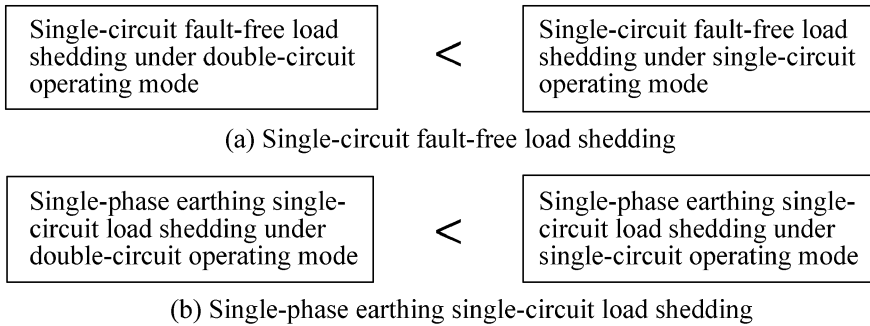 Single-circuit fault-free load
shedding under double-circuit
operating mode
<
Single-circuit fault-free load
shedding under single-circuit
operating mode
(a) Single-circuit fault-free load shedding
Single-phase earthing single-
circuit load shedding under
double-circuit operating mode
<
Single-phase earthing single-
circuit load shedding under
single-circuit operating mode
(b) Single-phase earthing single-circuit load shedding